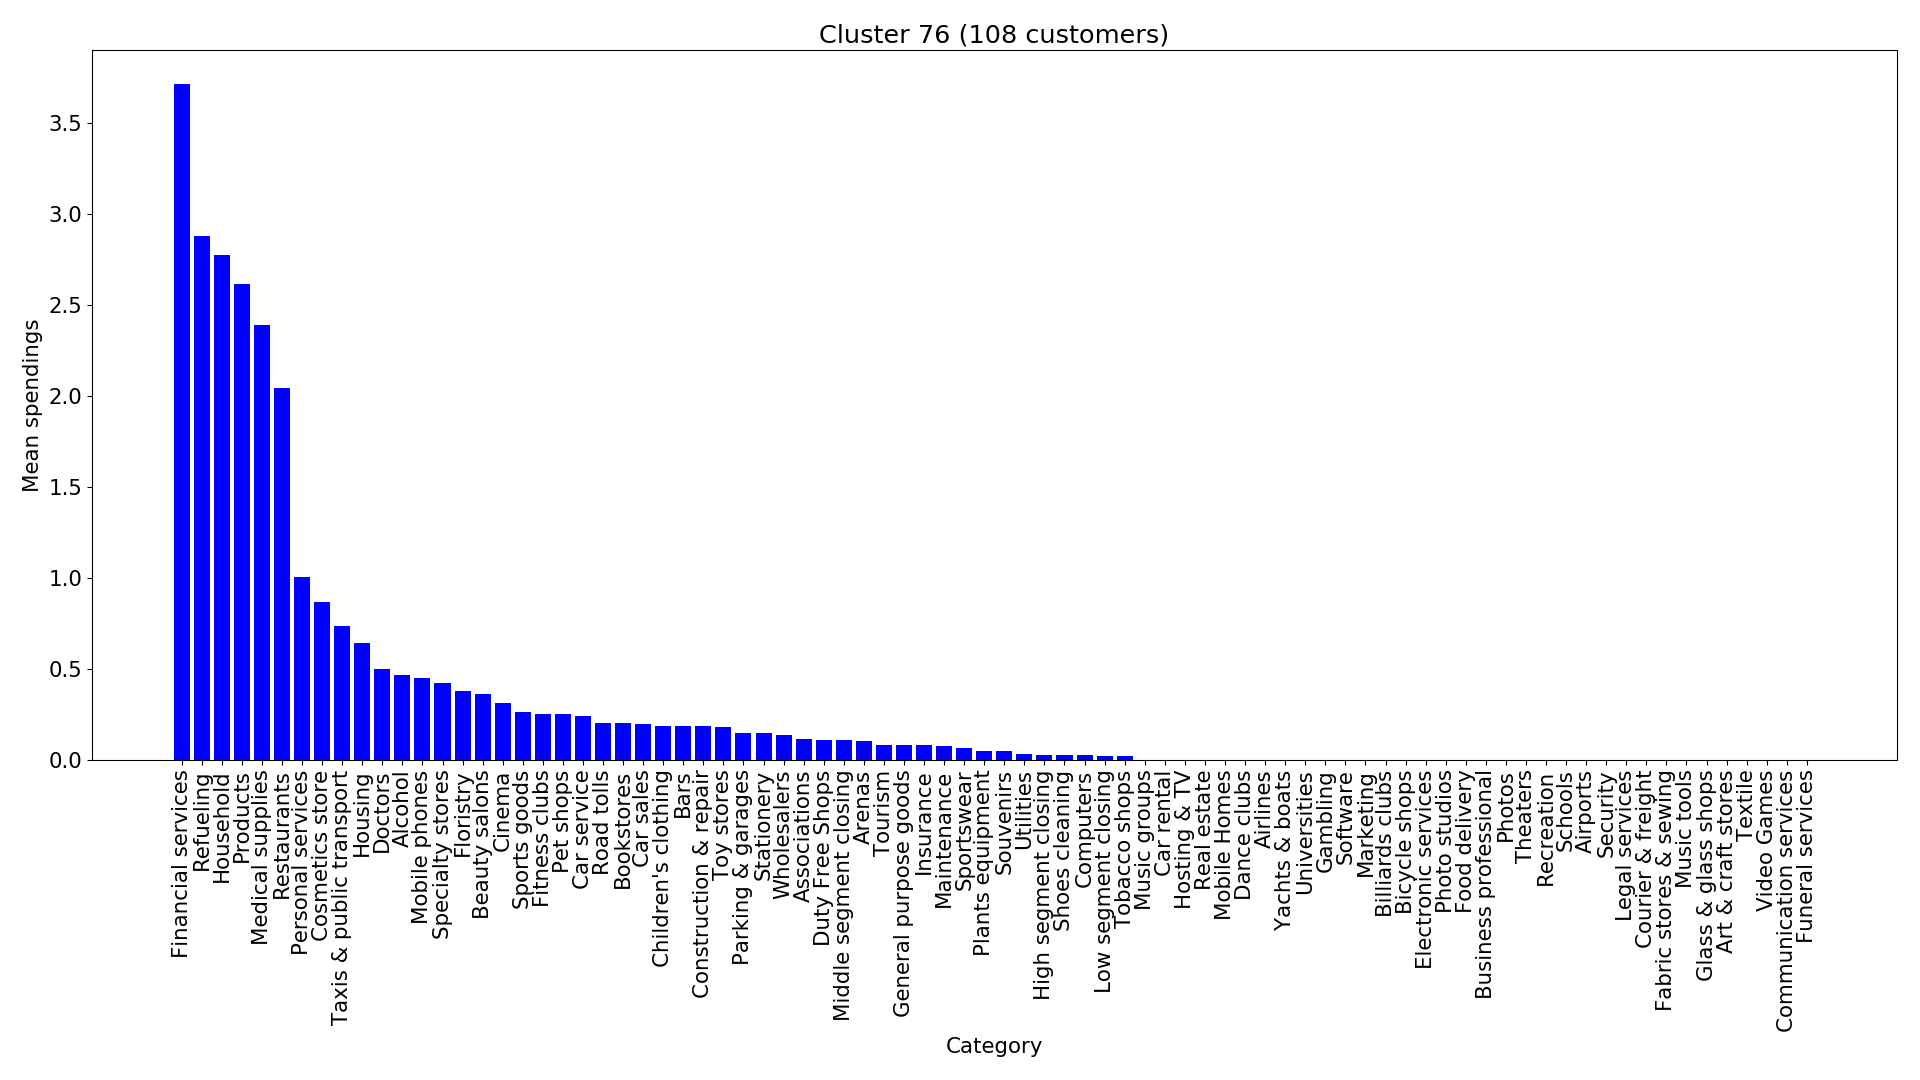 Cluster 76 (108 customers)
Mean spendings
3.5
3.0
2.5
2.0
1.5
1.0
0.5
0.0
Financial services
Refueling
Household
Products
Medical supplies
Restaurants
Personal services
Cosmetics store
Taxis & public transport
Housing
Doctors
Alcohol
Mobile phones
Specialty stores
Floristry
Beauty salons
Cinema
Sports goods
Fitness clubs
Pet shops
Car service
Road tolls
Bookstores
Car sales
Children's clothing
Bars
Construction & repair
Toy stores
Parking & garages
Stationery
Wholesalers
Associations
Duty Free Shops
Middle segment closing
Arenas
Tourism
General purpose goods
Insurance
Maintenance
Sportswear
Plants equipment
Souvenirs
Utilities
High segment closing
Shoes cleaning
Computers
Low segment closing
Tobacco shops
Music groups
Car rental
Hosting & TV
Real estate
Mobile Homes
Dance clubs
Airlines
Yachts & boats
Universities
Gambling
Software
Marketing
Billiards clubs
Bicycle shops
Electronic services
Photo studios
Food delivery
Business professional
Photos
Theaters
Recreation
Schools
Airports
Security
Legal services
Courier & freight
Fabric stores & sewing
Music tools
Glass & glass shops
Art & craft stores
Textile
Video Games
Communication services
Funeral services
Category